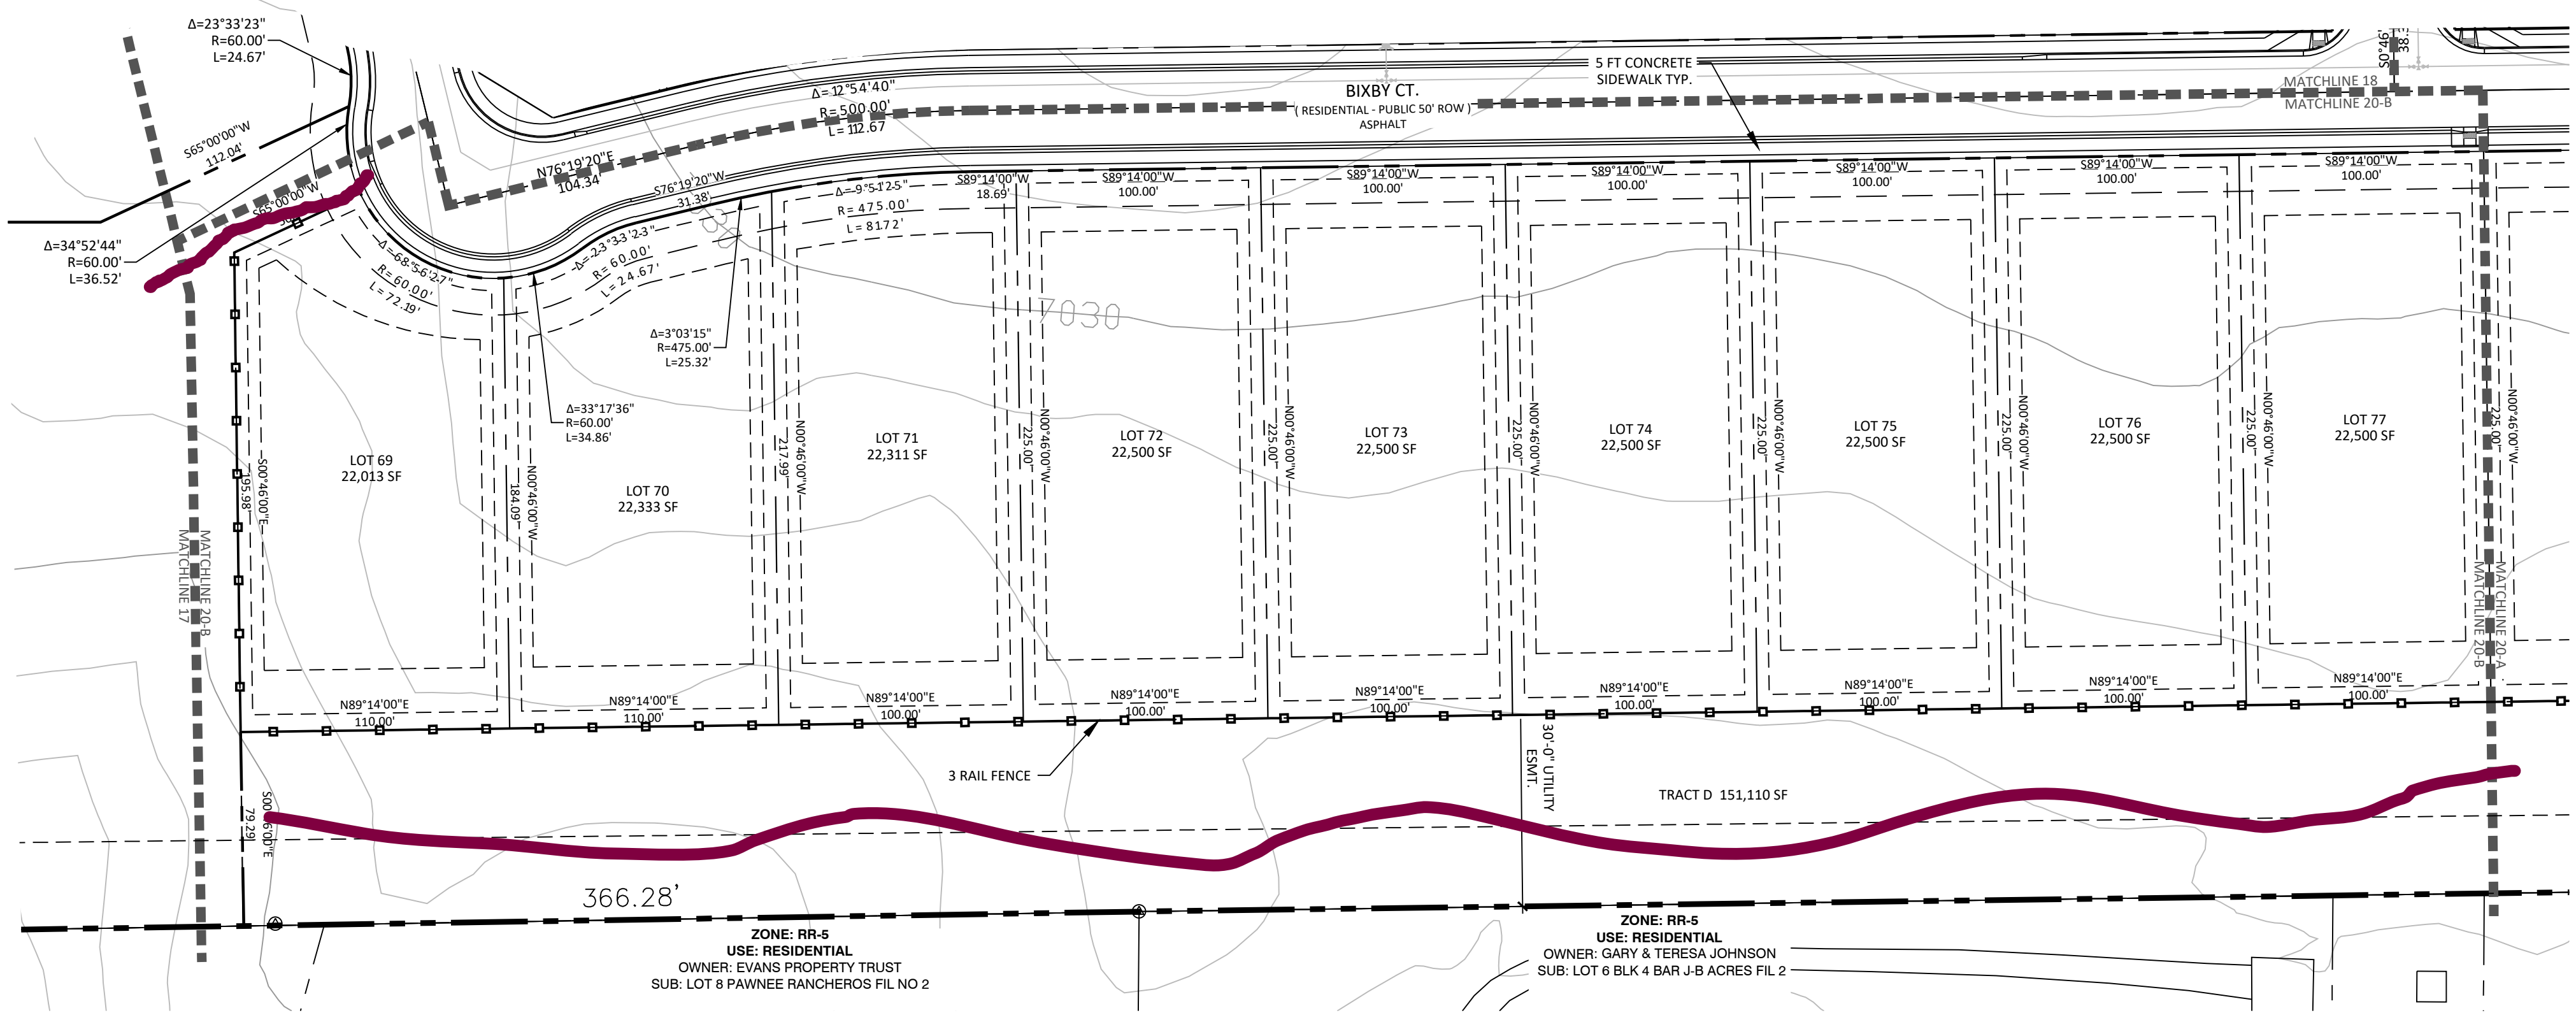 Δ=23°33'23"
R=60.00'
L=24.67'
S65°00'00"W
112.04'
S65°00'00"W
Δ=34°52'44"
R=60.00'
L=36.52'
Δ=68°56'27"
R=60.00'
L=72.19'
N76°19'20"E
104.34'
S76°19'20"W
31.38'
Δ=12°54'40"
R=500.00'
L=112.67
Δ=23°33'23"
R=60.00'
L=24.67'
Δ=9°51'25"
R=475.00'
L=81.72'
S89°14'00"W
18.69'
BIXBY CT.
( RESIDENTIAL - PUBLIC 50' ROW )
ASPHALT
5 FT CONCRETE
SIDEWALK TYP.
S0°46'
MATCHLINE 18
MATCHLINE 20-B
S89°14'00"W
100.00'
S89°14'00"W
100.00'
S89°14'00"W
100.00'
S89°14'00"W
100.00'
S89°14'00"W
100.00'
S89°14'00"W
100.00'
7030
Δ=3°03'15"
R=475.00'
L=25.32'
Δ=33°17'36"
R=60.00'
L=34.86'
MATCHLINE 17
MATCHLINE 20-B
S00°46'00"E
195.98'
LOT 69
22,013 SF
184.09'
N00°46'00"W
LOT 70
22,333 SF
217.99'
N00°46'00"W
LOT 71
22,311 SF
225.00'
N00°46'00"W
LOT 72
22,500 SF
225.00'
N00°46'00"W
LOT 73
22,500 SF
225.00'
N00°46'00"W
LOT 74
22,500 SF
225.00'
N00°46'00"W
LOT 75
22,500 SF
225.00'
N00°46'00"W
LOT 76
22,500 SF
225.00'
N00°46'00"W
LOT 77
22,500 SF
225.00'
N00°46'00"W
MATCHLINE 20-B
MATCHLINE 20-A
N89°14'00"E
110.00'
N89°14'00"E
110.00'
N89°14'00"E
100.00'
N89°14'00"E
100.00'
N89°14'00"E
100.00'
N89°14'00"E
100.00'
N89°14'00"E
100.00'
N89°14'00"E
100.00'
N89°14'00"E
100.00'
3 RAIL FENCE
30'-0" UTILITY
ESMT.
TRACT D 151,110 SF
79.29'
366.28'
ZONE: RR-5
USE: RESIDENTIAL
OWNER: EVANS PROPERTY TRUST
SUB: LOT 8 PAWNEE RANCHEROS FIL NO 2
ZONE: RR-5
USE: RESIDENTIAL
OWNER: GARY & TERESA JOHNSON
SUB: LOT 6 BLK 4 BAR J-B ACRES FIL 2